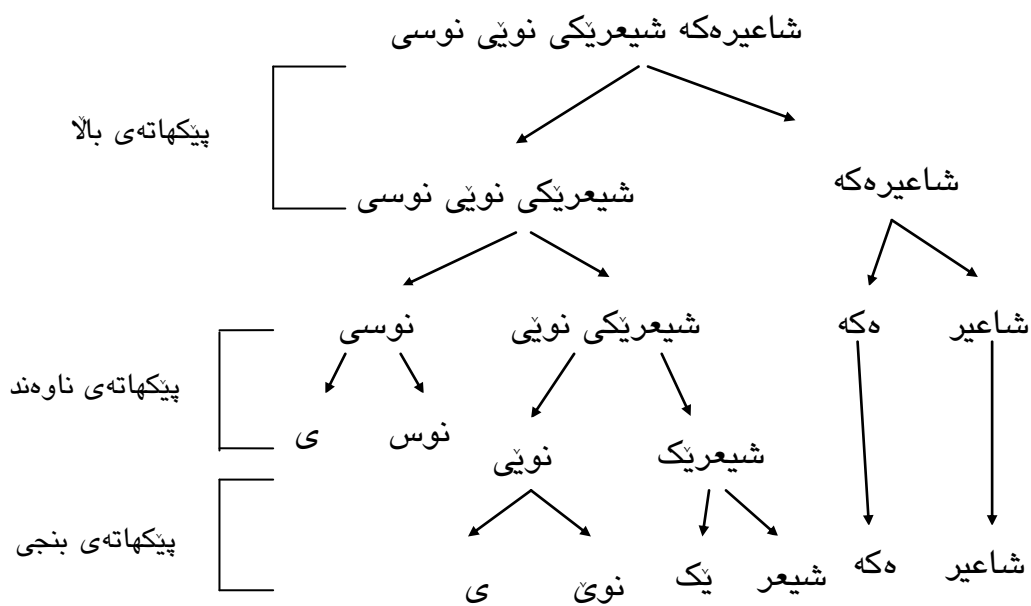 شاعیرەکە شیعرێکی نوێی نوسی
پێکهاتەی باڵا
شاعیرەکە
شیعرێکی نوێی نوسی
شاعیر
ەکە
شیعرێکی نوێی
نوسی
پێکهاتەی ناوەند
شیعرێک
نوێی
نوس
ی
پێکهاتەی بنجی
شاعیر
ەکە
شیعر
ێک
نوێ
ی